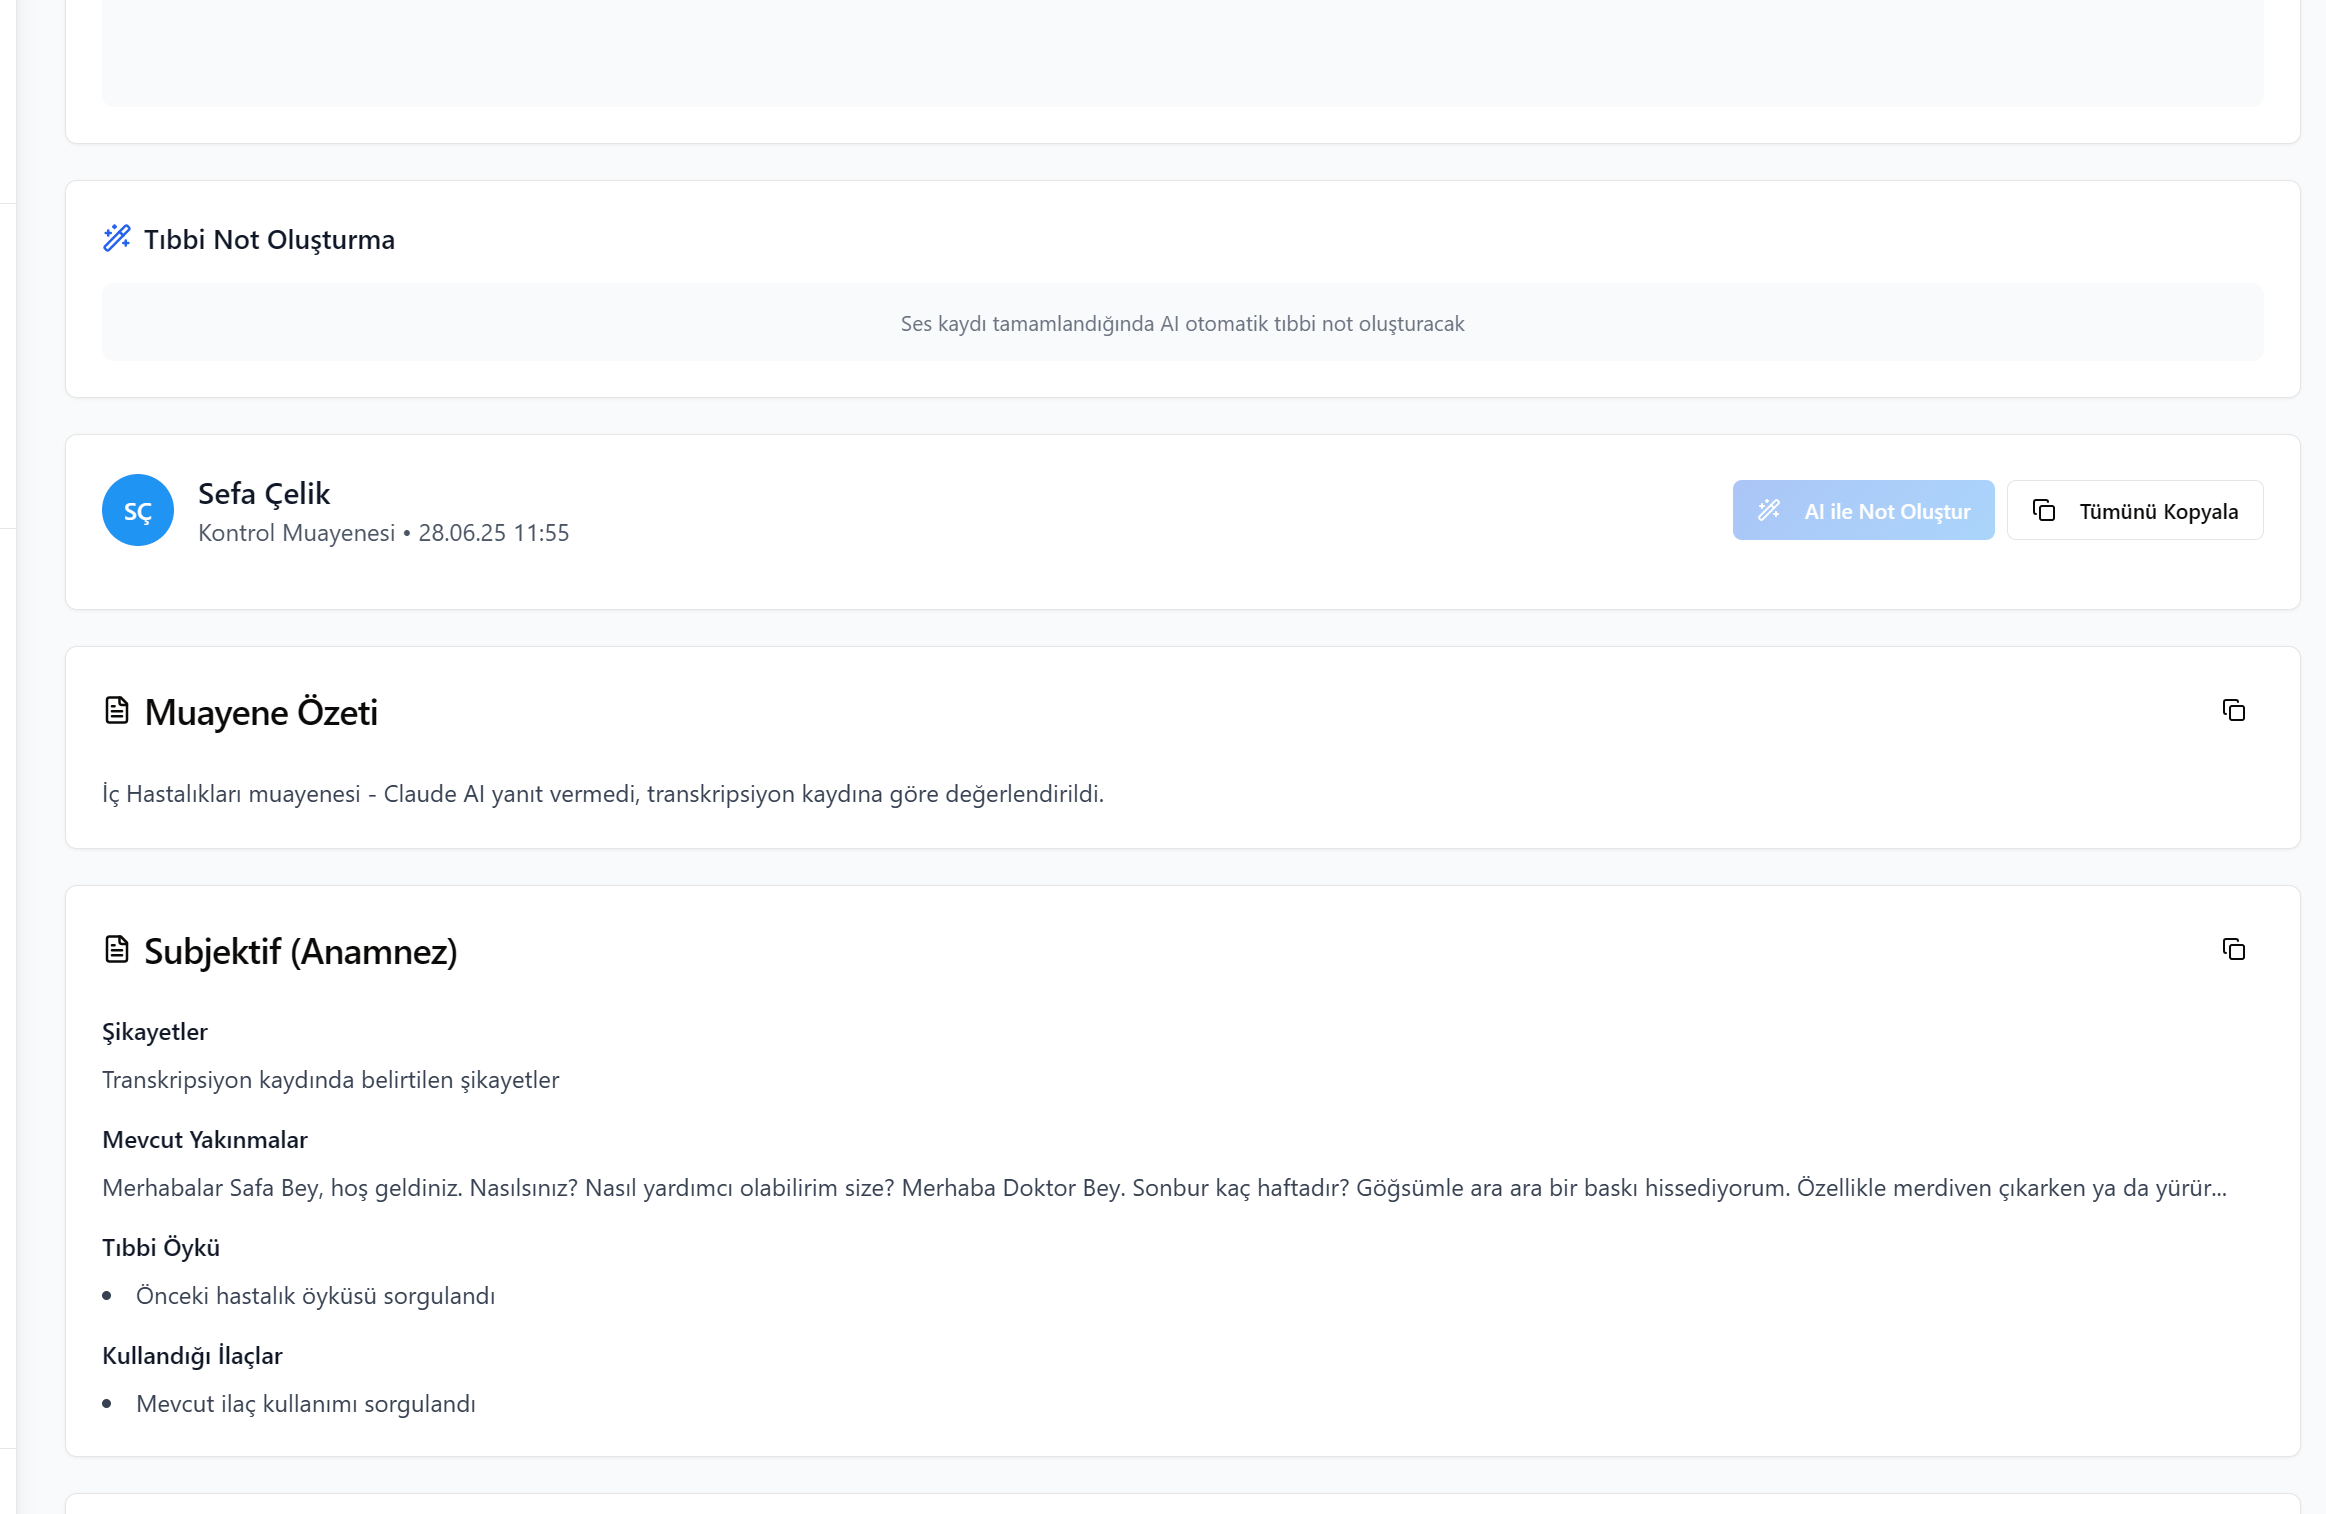 Tıbbi Not Oluşturma
Ses kaydı tamamlandığında AI otomatik tıbbi not oluşturacak
SÇ
Sefa Çelik
Kontrol Muayenesi • 28.06.25 11:55
AI ile Not Oluştur
Tümünü Kopyala
Muayene Özeti
İç Hastalıkları muayenesi - Claude AI yanıt vermedi, transkripsiyon kaydına göre değerlendirildi.
Subjektif (Anamnez)
Şikayetler
Transkripsiyon kaydında belirtilen şikayetler
Mevcut Yakınmalar
Merhabalar Safa Bey, hoş geldiniz. Nasılsınız? Nasıl yardımcı olabilirim size? Merhaba Doktor Bey. Sonbur kaç haftadır? Göğsümle ara ara bir baskı hissediyorum. Özellikle merdiven çıkarken ya da yürür...
Tıbbi Öykü
• Önceki hastalık öyküsü sorgulandı
Kullandığı İlaçlar
• Mevcut ilaç kullanımı sorgulandı